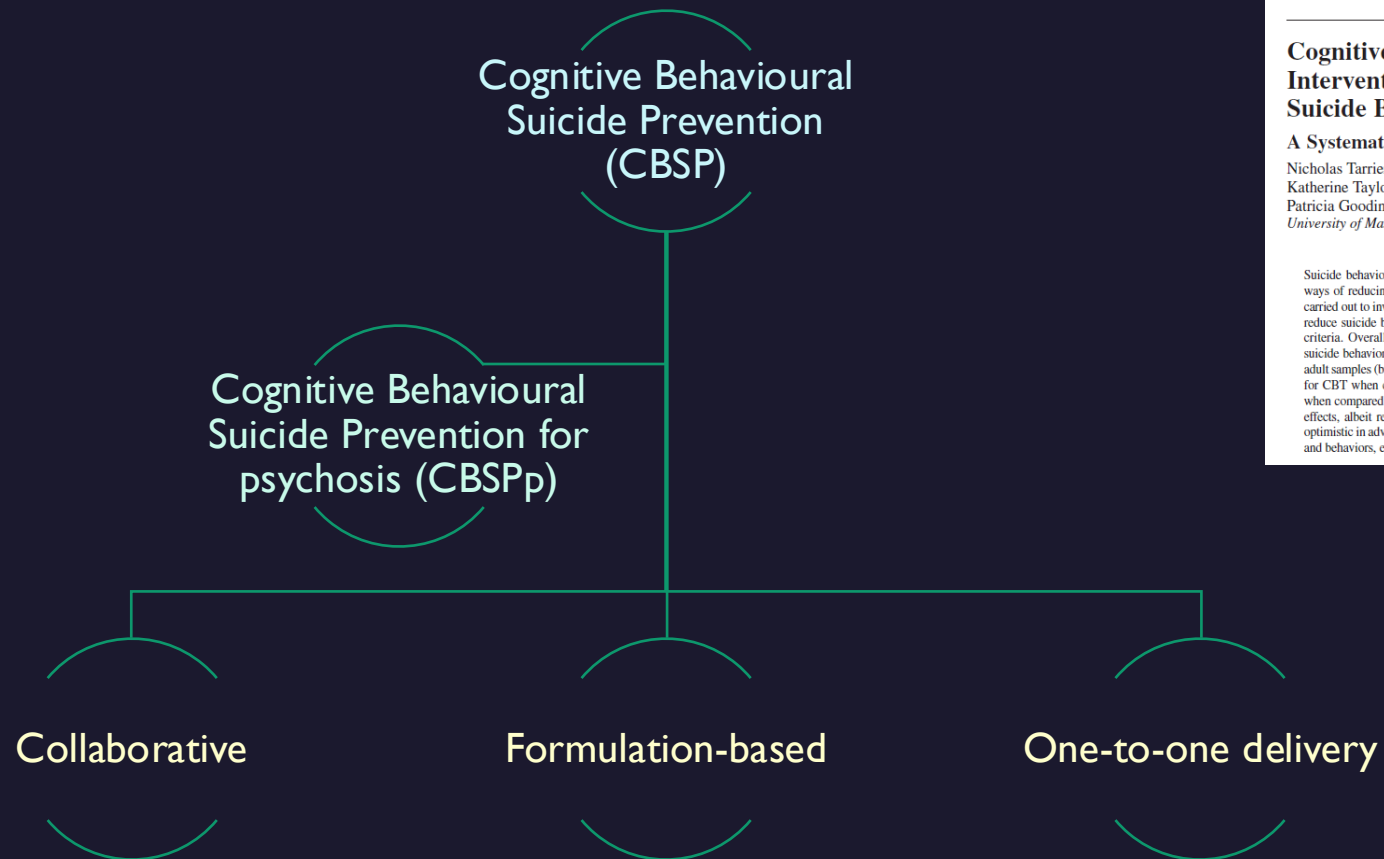 Cognitive Behavioural
Suicide Prevention
(CBSP)
Cognitive Behavioural
Suicide Prevention for
psychosis (CBSPp)
Collaborative
Formulation-based
One-to-one delivery
Cognitive
Intervent
Suicide B
A Systemat
Nicholas Tarrie
Katherine Taylo
Patricia Goodin
University of Ma
Suicide behavio
ways of reducin
carried out to inv
reduce suicide b
criteria. Overall
suicide behavior
adult samples (b
for CBT when c
when compared
effects, albeit re
optimistic in adv
and behaviors, e